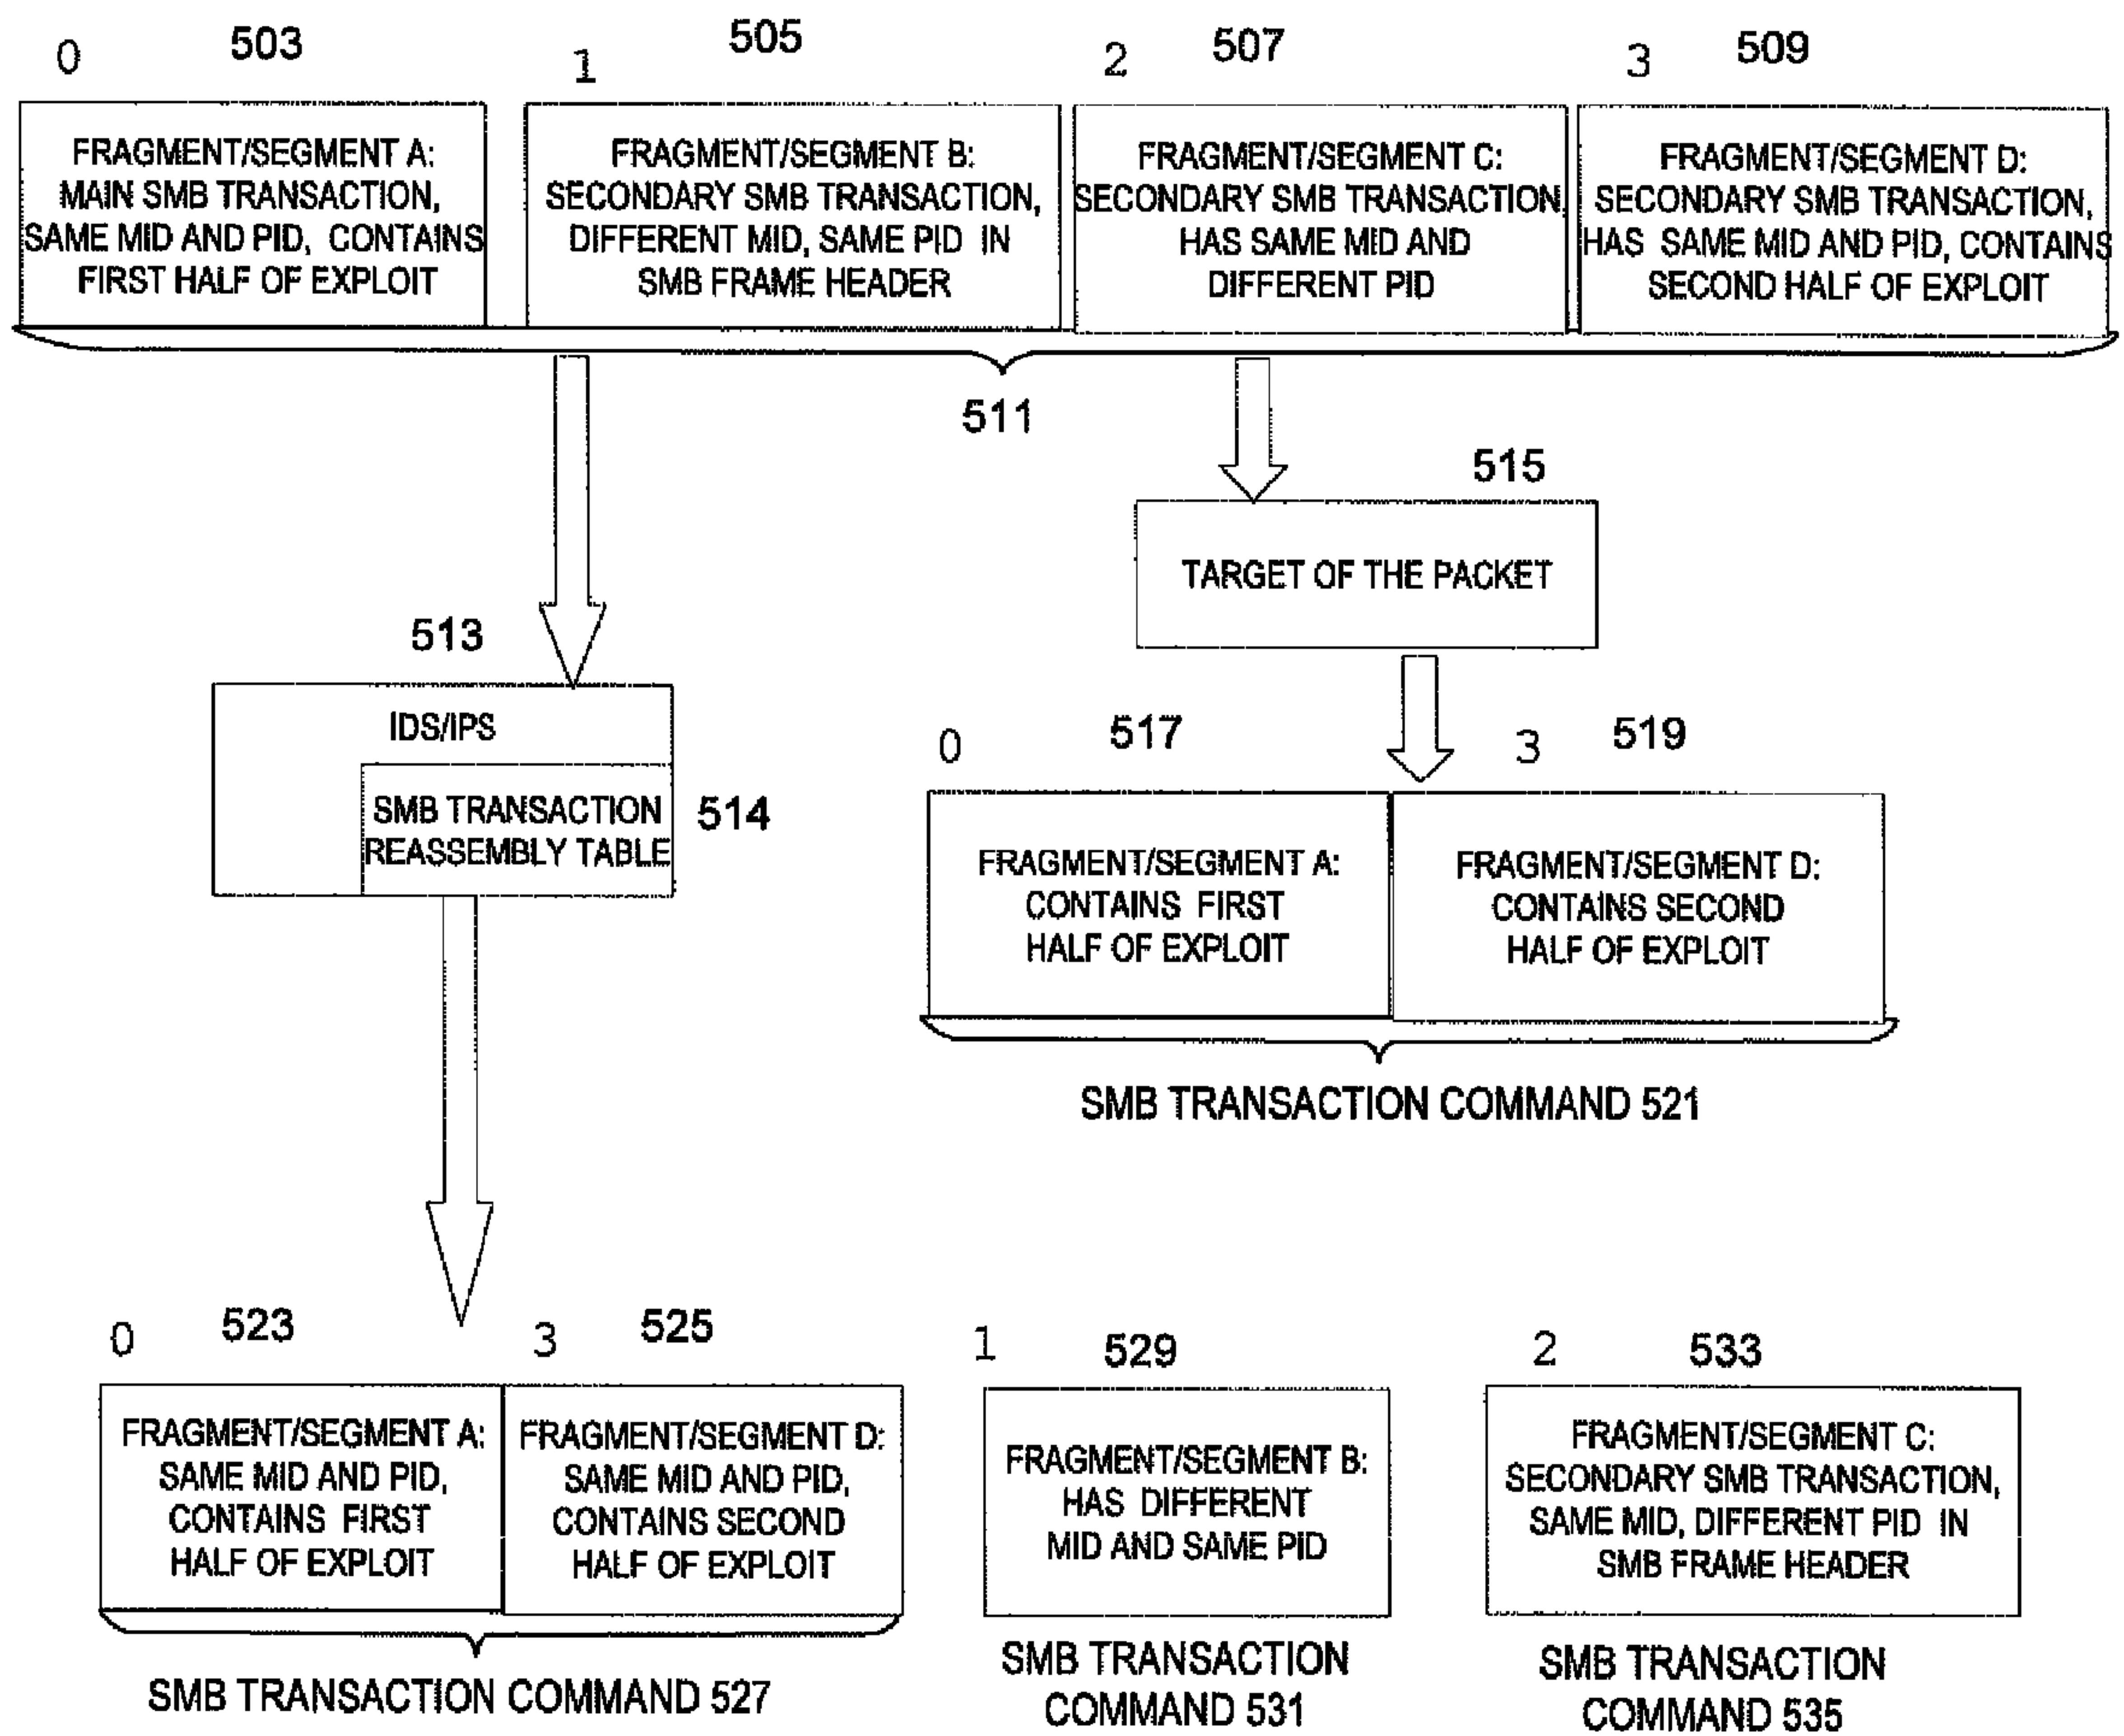 0 503 1 505 2 507 3 509
FRAGMENT/SEGMENT A:
MAIN SMB TRANSACTION,
SAME MID AND PID, CONTAINS
FIRST HALF OF EXPLOIT
FRAGMENT/SEGMENT B:
SECONDARY SMB TRANSACTION,
DIFFERENT MID, SAME PID IN
SMB FRAME HEADER
FRAGMENT/SEGMENT C:
SECONDARY SMB TRANSACTION
HAS SAME MID AND
DIFFERENT PID
FRAGMENT/SEGMENT D:
SECONDARY SMB TRANSACTION,
HAS SAME MID AND PID, CONTAINS
SECOND HALF OF EXPLOIT
511
515
TARGET OF THE PACKET
513
IDS/IPS
SMB TRANSACTION
REASSEMBLY TABLE
514
0 517 3 519
FRAGMENT/SEGMENT A:
CONTAINS FIRST
HALF OF EXPLOIT
FRAGMENT/SEGMENT D:
CONTAINS SECOND
HALF OF EXPLOIT
SMB TRANSACTION COMMAND 521
0 523 3 525 1 529 2 533
FRAGMENT/SEGMENT A:
SAME MID AND PID,
CONTAINS FIRST
HALF OF EXPLOIT
FRAGMENT/SEGMENT D:
SAME MID AND PID,
CONTAINS SECOND
HALF OF EXPLOIT
FRAGMENT/SEGMENT B:
HAS DIFFERENT
MID AND SAME PID
FRAGMENT/SEGMENT C:
SECONDARY SMB TRANSACTION,
SAME MID, DIFFERENT PID IN
SMB FRAME HEADER
SMB TRANSACTION COMMAND 527
SMB TRANSACTION
COMMAND 531
SMB TRANSACTION
COMMAND 535